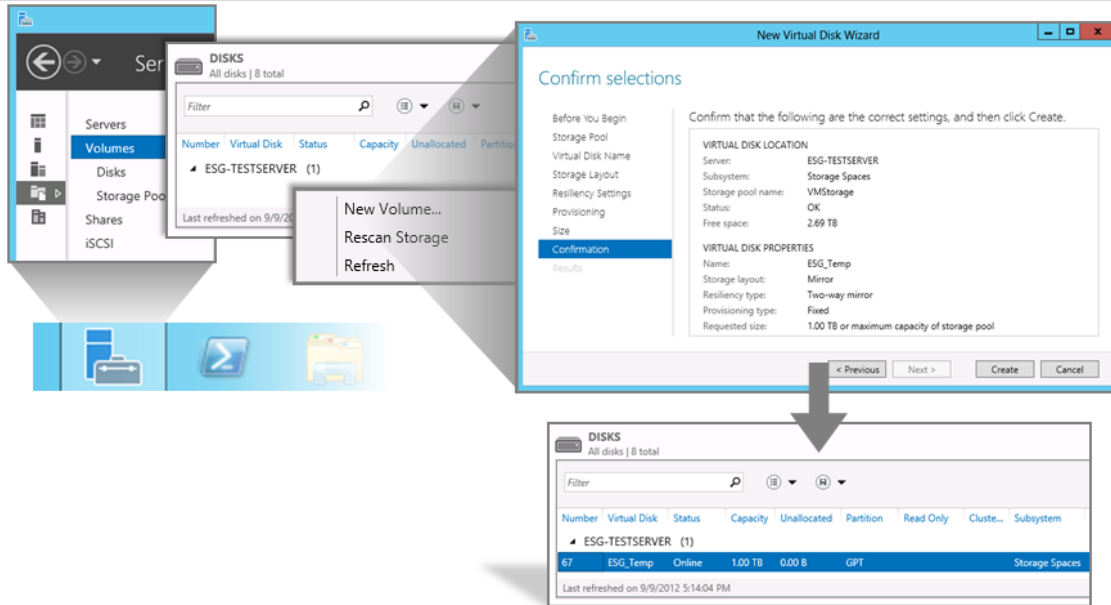 Ser
Servers
Volumes
Disks
Storage Poo
Shares
iSCSI
DISKS
All disks | 8 total
Filter
Number Virtual Disk Status Capacity Unallocated Partition
ESG-TESTSERVER (1)
Last refreshed on 9/9/20
New Volume...
Rescan Storage
Refresh
New Virtual Disk Wizard
Confirm selections
Before You Begin
Storage Pool
Virtual Disk Name
Storage Layout
Resiliency Settings
Provisioning
Size
Confirmation
Results
Confirm that the following are the correct settings, and then click Create.
VIRTUAL DISK LOCATION
Server: ESG-TESTSERVER
Subsystem: Storage Spaces
Storage pool name: VMStorage
Status: OK
Free space: 2.69 TB
VIRTUAL DISK PROPERTIES
Name: ESG_Temp
Storage layout: Mirror
Resiliency type: Two-way mirror
Provisioning type: Fixed
Requested size: 1.00 TB or maximum capacity of storage pool
< Previous Next > Create Cancel
DISKS
All disks | 8 total
Filter
Number Virtual Disk Status Capacity Unallocated Partition Read Only Cluste... Subsystem
ESG-TESTSERVER (1)
67 ESG_Temp Online 1.00 TB 0.00 B GPT Storage Spaces
Last refreshed on 9/9/2012 5:14:04 PM